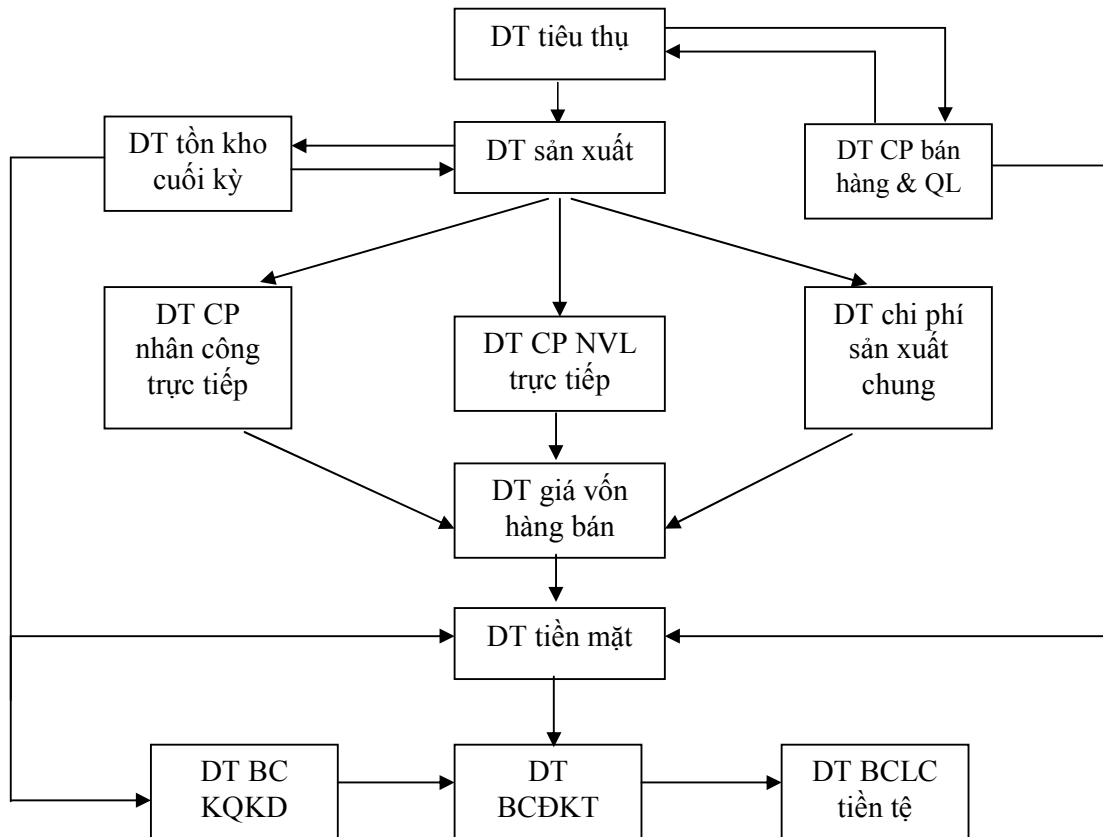 DT tiêu thụ
DT tồn kho
cuối kỳ
DT sản xuất
DT CP bán
hàng & QL
DT CP
nhân công
trực tiếp
DT CP NVL
trực tiếp
DT chi phí
sản xuất
chung
DT giá vốn
hàng bán
DT tiền mặt
DT BC
KQKD
DT
BCĐKT
DT BCLC
tiền tệ